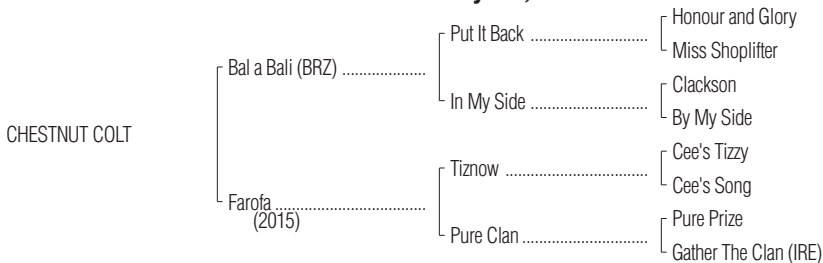 Honour and Glory
Put It Back ............................
Miss Shoplifter
Bal a Bali (BRZ) ....................
Clackson
In My Side ............................
By My Side
CHESTNUT COLT
Cee's Tizzy
Tiznow ..................................
Cee's Song
Farofa ....................................
(2015)
Pure Prize
Pure Clan ..............................
Gather The Clan (IRE)